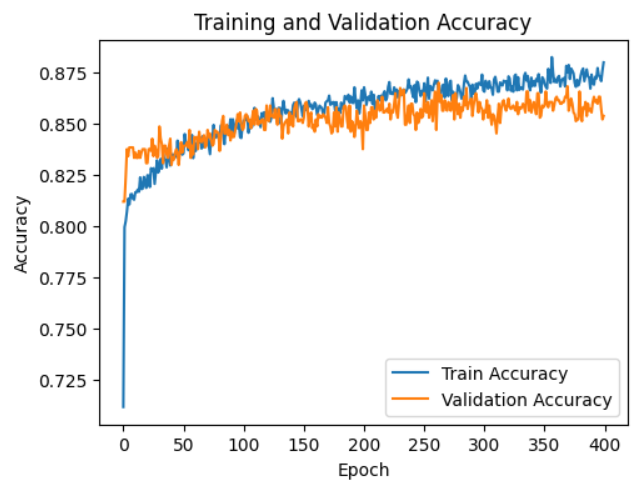 Training and Validation Accuracy
0.875
0.850
0.825
0.800
0.775
0.750
0.725
Accuracy
0 50 100 150 200 250 300 350 400
Epoch
Train Accuracy
Validation Accuracy